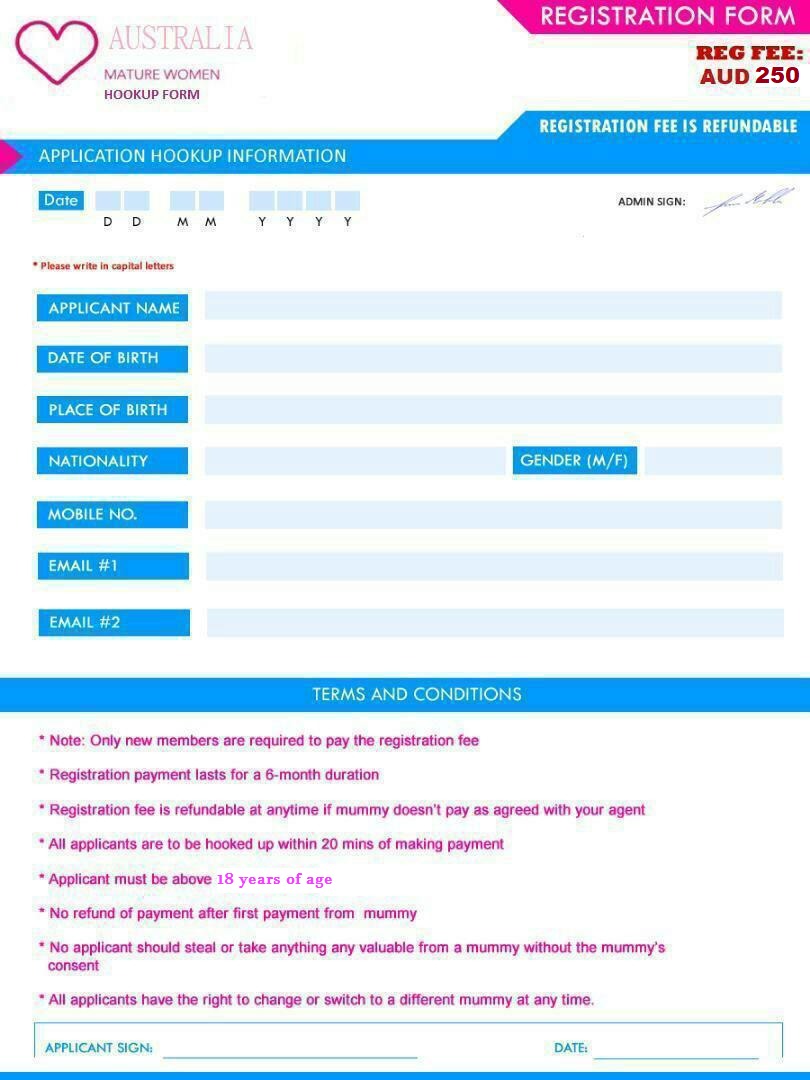 REGISTRATION FORM
AUSTRALIA
REG FEE:
MATURE WOMEN
AUD 250
HOOKUP FORM
REGISTRATION FEE IS REFUNDABLE
APPLICATION HOOKUP INFORMATION
Date
ADMIN SIGN:
D D M M Y Y Y Y
* Please write in capital letters
APPLICANT NAME
DATE OF BIRTH
PLACE OF BIRTH
NATIONALITY GENDER (M/F)
MOBILE NO.
EMAIL #1
EMAIL #2
TERMS AND CONDITIONS
* Note: Only new members are required to pay the registration fee
* Registration payment lasts for a 6-month duration
* Registration fee is refundable at anytime if mummy doesn't pay as agreed with your agent
* All applicants are to be hooked up within 20 mins of making payment
* Applicant must be above 18 years of age
* No refund of payment after first payment from mummy
* No applicant should steal or take anything any valuable from a mummy without the mummy's
consent
* All applicants have the right to change or switch to a different mummy at any time.
APPLICANT SIGN: DATE: